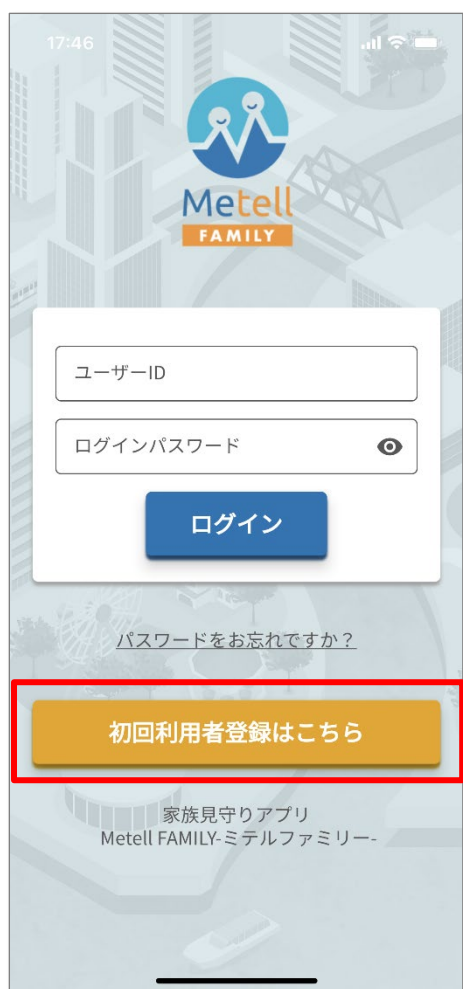 17:46
Metell
FAMILY
ユーザーID
ログインパスワード
ログイン
パスワードをお忘れですか？
初回利用者登録はこちら
家族見守りアプリ
Metell FAMILY-ミテルファミリー-